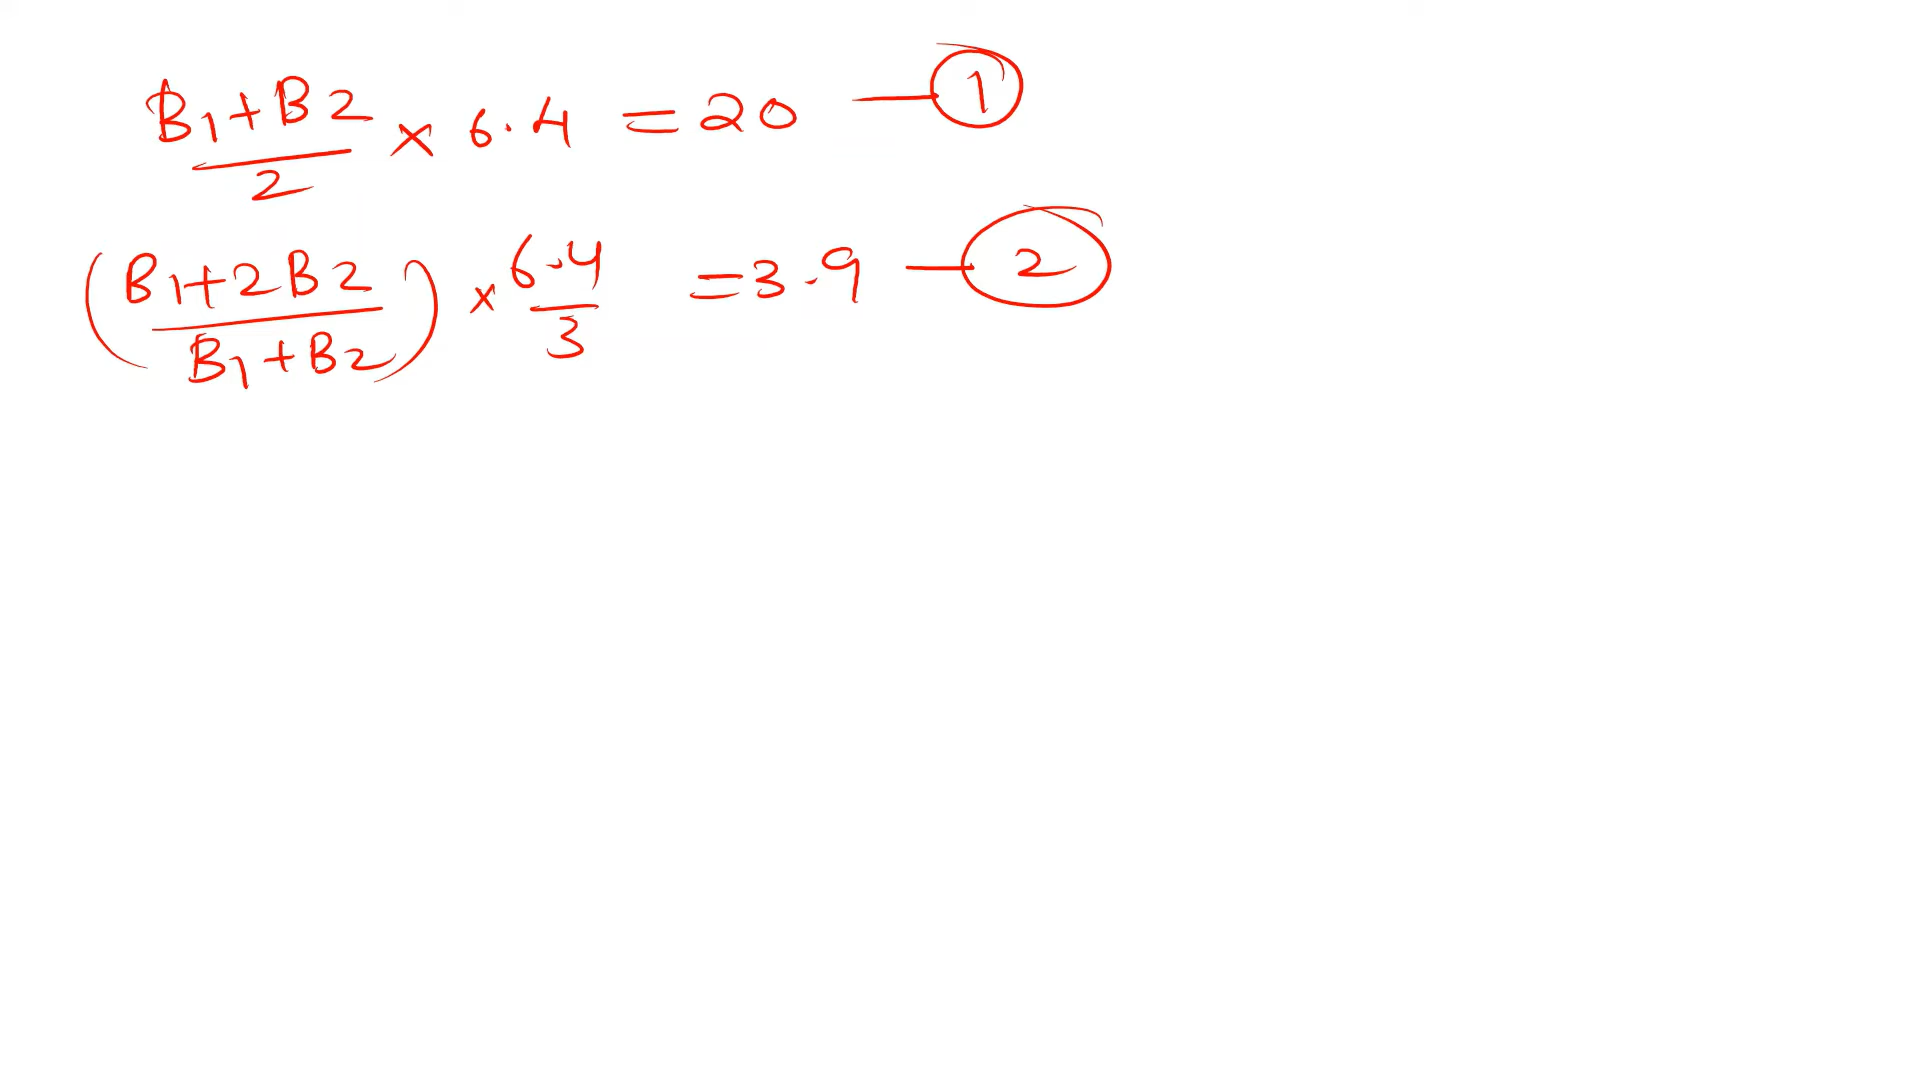 (B1+B2)/2 × 6.4 = 20 — ①
((B1+2B2)/(B1+B2)) × 6.4/3 = 3.9 — ②